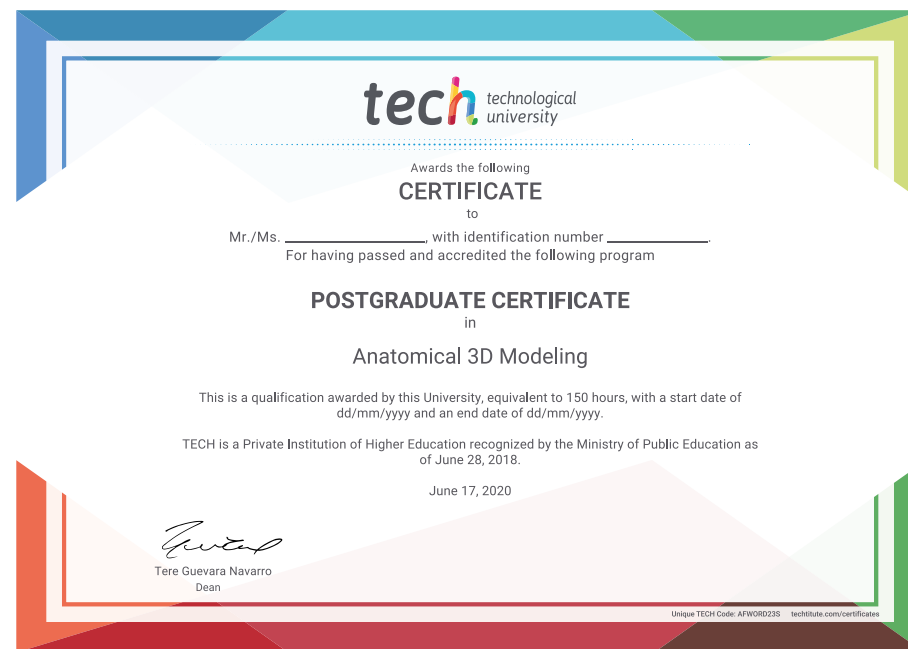 tech technological
university
Awards the following
CERTIFICATE
to
Mr./Ms. ____________________, with identification number ______________.
For having passed and accredited the following program
POSTGRADUATE CERTIFICATE
in
Anatomical 3D Modeling
This is a qualification awarded by this University, equivalent to 150 hours, with a start date of
dd/mm/yyyy and an end date of dd/mm/yyyy.
TECH is a Private Institution of Higher Education recognized by the Ministry of Public Education as
of June 28, 2018.
June 17, 2020
Tere Guevara Navarro
Dean
Unique TECH Code: AFWORD23S techtitute.com/certificates